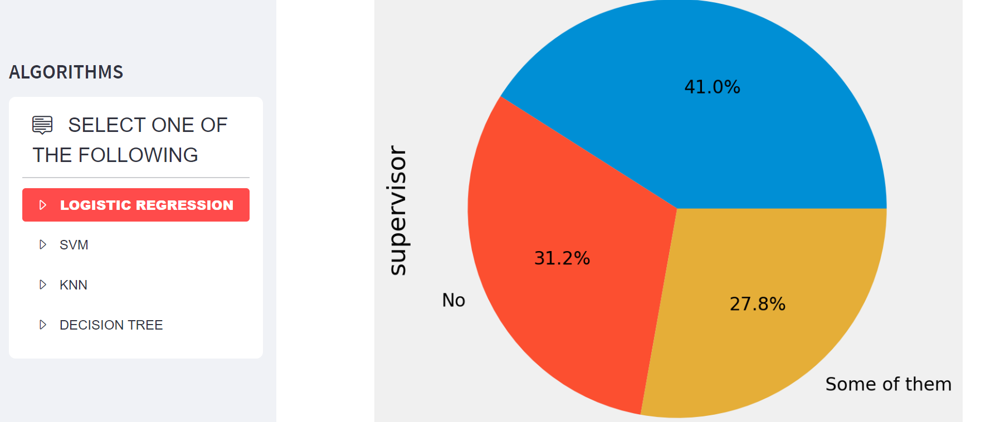 ALGORITHMS
SELECT ONE OF
THE FOLLOWING
LOGISTIC REGRESSION
SVM
KNN
DECISION TREE
supervisor
41.0%
31.2%
No
27.8%
Some of them